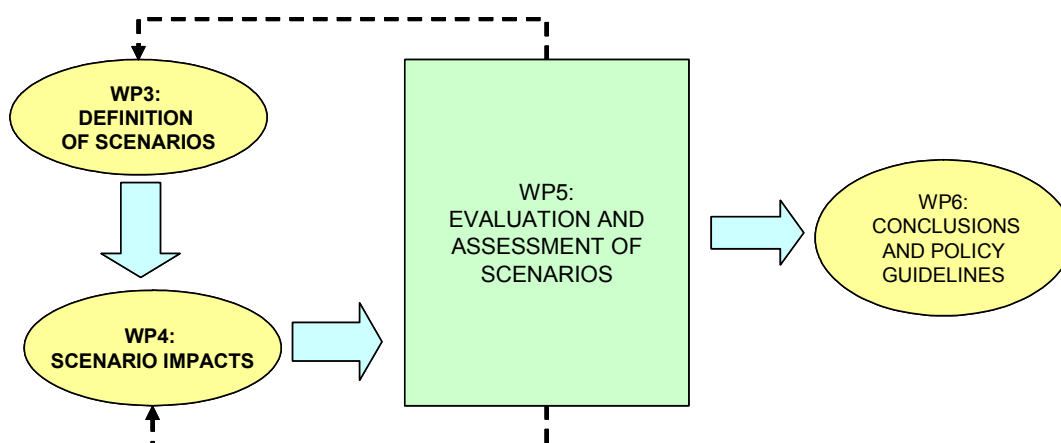 WP3:
DEFINITION
OF SCENARIOS
WP4:
SCENARIO IMPACTS
WP5:
EVALUATION AND
ASSESSMENT OF
SCENARIOS
WP6:
CONCLUSIONS
AND POLICY
GUIDELINES